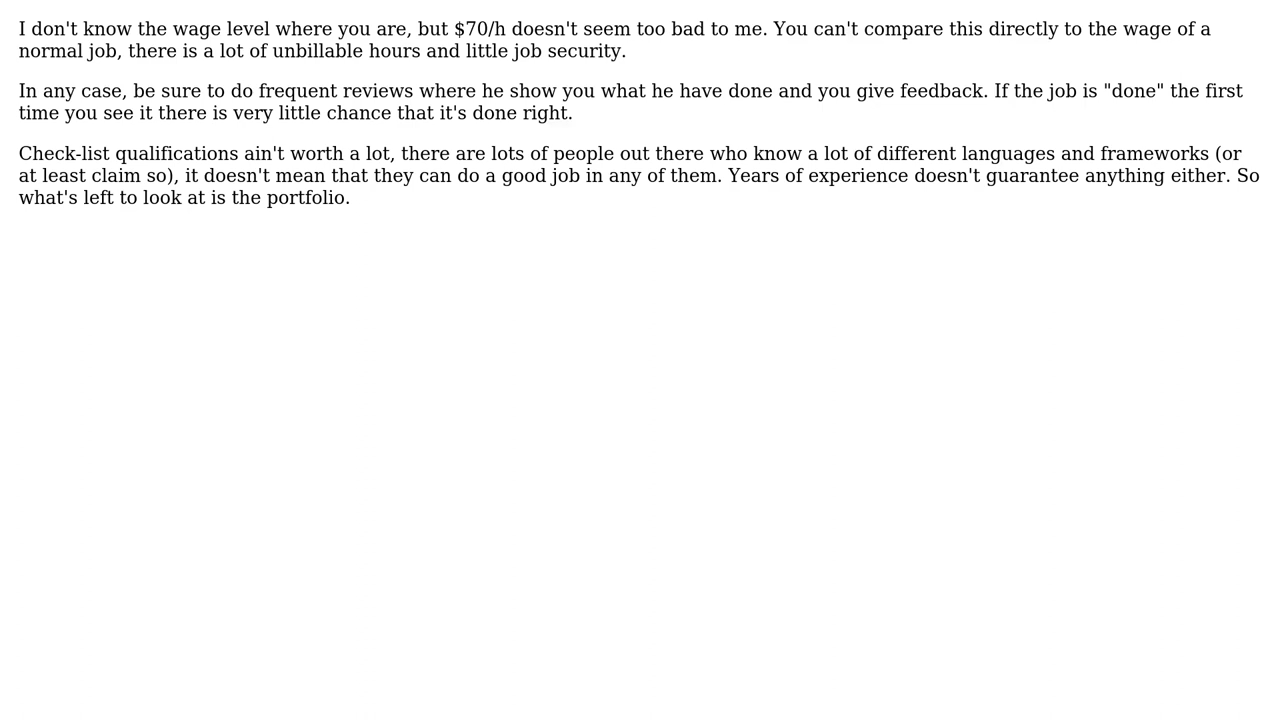 I don't know the wage level where you are, but $70/h doesn't seem too bad to me. You can't compare this directly to the wage of a
normal job, there is a lot of unbillable hours and little job security.
In any case, be sure to do frequent reviews where he show you what he have done and you give feedback. If the job is "done" the first
time you see it there is very little chance that it's done right.
Check-list qualifications ain't worth a lot, there are lots of people out there who know a lot of different languages and frameworks (or
at least claim so), it doesn't mean that they can do a good job in any of them. Years of experience doesn't guarantee anything either. So
what's left to look at is the portfolio.